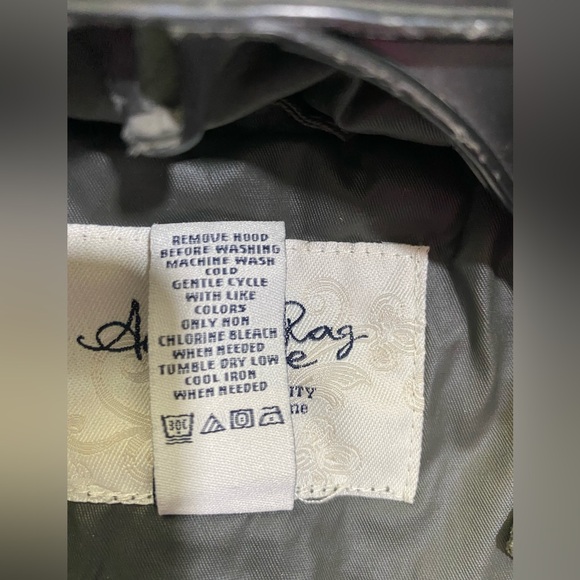 REMOVE HOOD
BEFORE WASHING
MACHINE WASH
COLD
GENTLE CYCLE
WITH LIKE
COLORS
ONLY NON
CHLORINE BLEACH
WHEN NEEDED
TUMBLE DRY LOW
COOL IRON
WHEN NEEDED
30C
Rag